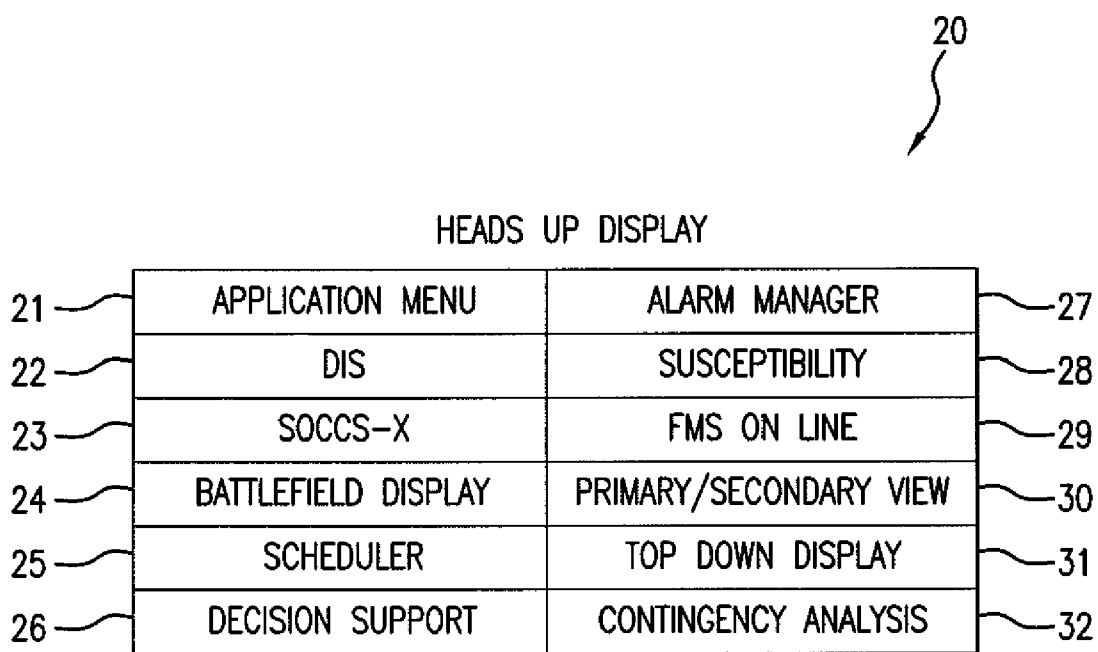 20
HEADS UP DISPLAY
21 APPLICATION MENU ALARM MANAGER 27
22 DIS SUSCEPTIBILITY 28
23 SOCCS-X FMS ON LINE 29
24 BATTLEFIELD DISPLAY PRIMARY/SECONDARY VIEW 30
25 SCHEDULER TOP DOWN DISPLAY 31
26 DECISION SUPPORT CONTINGENCY ANALYSIS 32